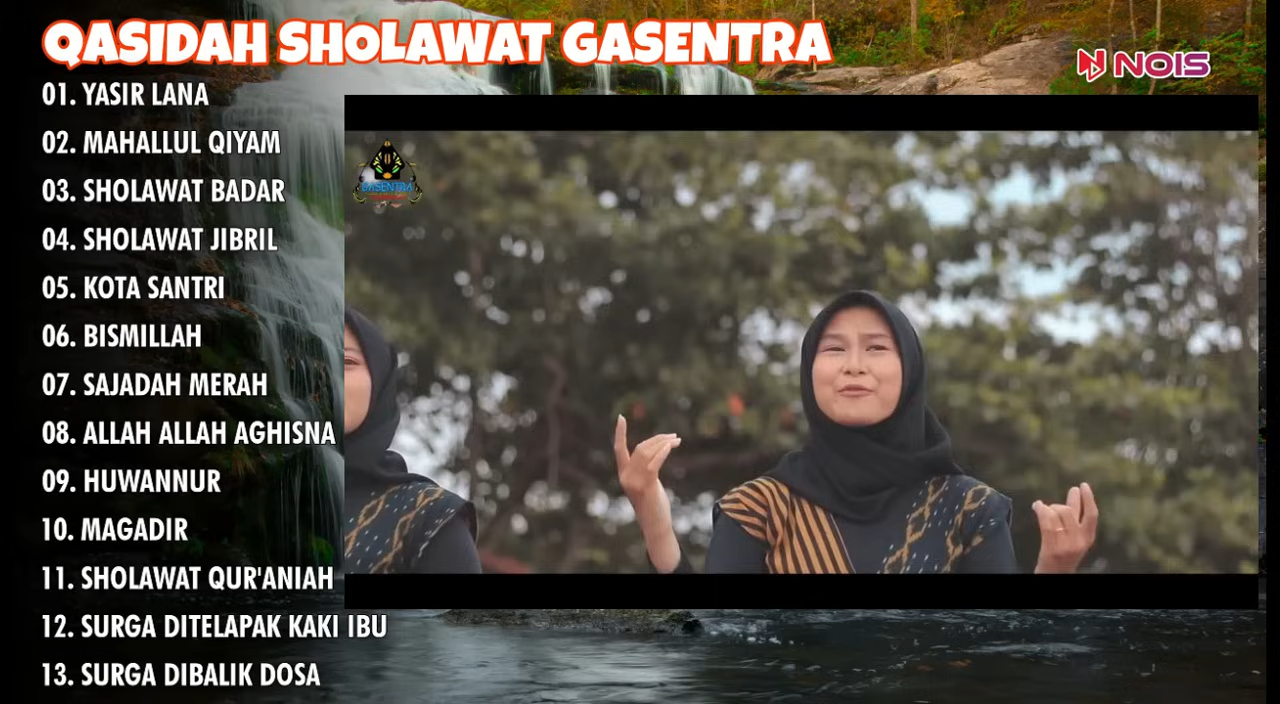 QASIDAH SHOLAWAT GASENTRA
NOIS
01. YASIR LANA
02. MAHALLUL QIYAM
03. SHOLAWAT BADAR
04. SHOLAWAT JIBRIL
05. KOTA SANTRI
06. BISMILLAH
07. SAJADAH MERAH
08. ALLAH ALLAH AGHISNA
09. HUWANNUR
10. MAGADIR
11. SHOLAWAT QUR'ANIAH
12. SURGA DITELAPAK KAKI IBU
13. SURGA DIBALIK DOSA
GASENTRA